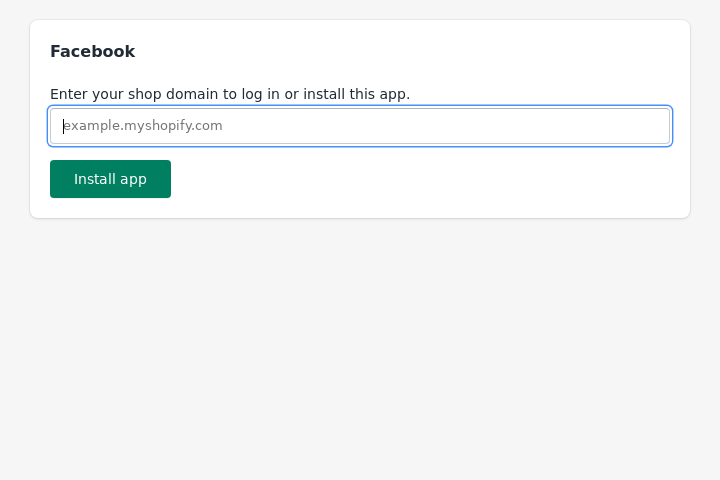 Facebook
Enter your shop domain to log in or install this app.
example.myshopify.com
Install app